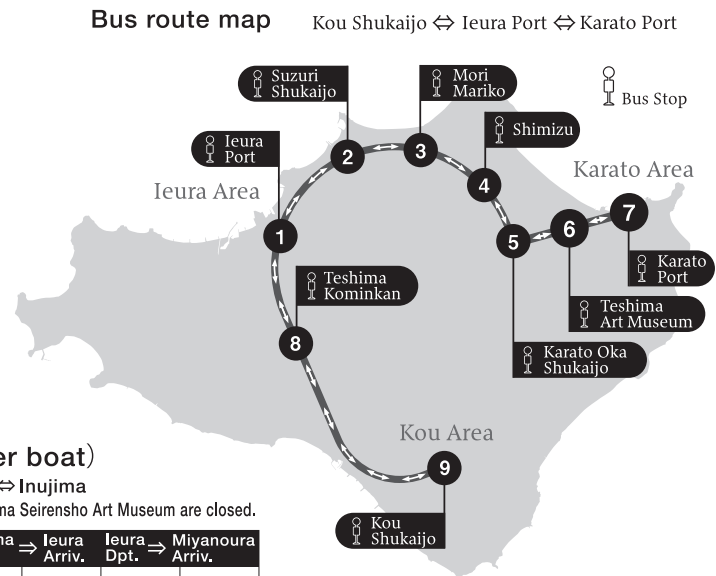 Bus route map
Kou Shukaijo ⇔ Ieura Port ⇔ Karato Port
Suzuri
Shukaijo
Mori
Mariko
Bus Stop
Ieura
Port
Shimizu
Ieura Area
Karato Area
1
2
3
4
5
6
7
Karato
Port
Teshima
Kominkan
Teshima
Art Museum
8
Karato Oka
Shukaijo
Kou Area
9
Kou
Shukaijo
er boat)
⇔ Inujima
ma Seirensho Art Museum are closed.
na ⇒ Ieura Arriv.
Ieura Dpt. ⇒ Miyanoura Arriv.